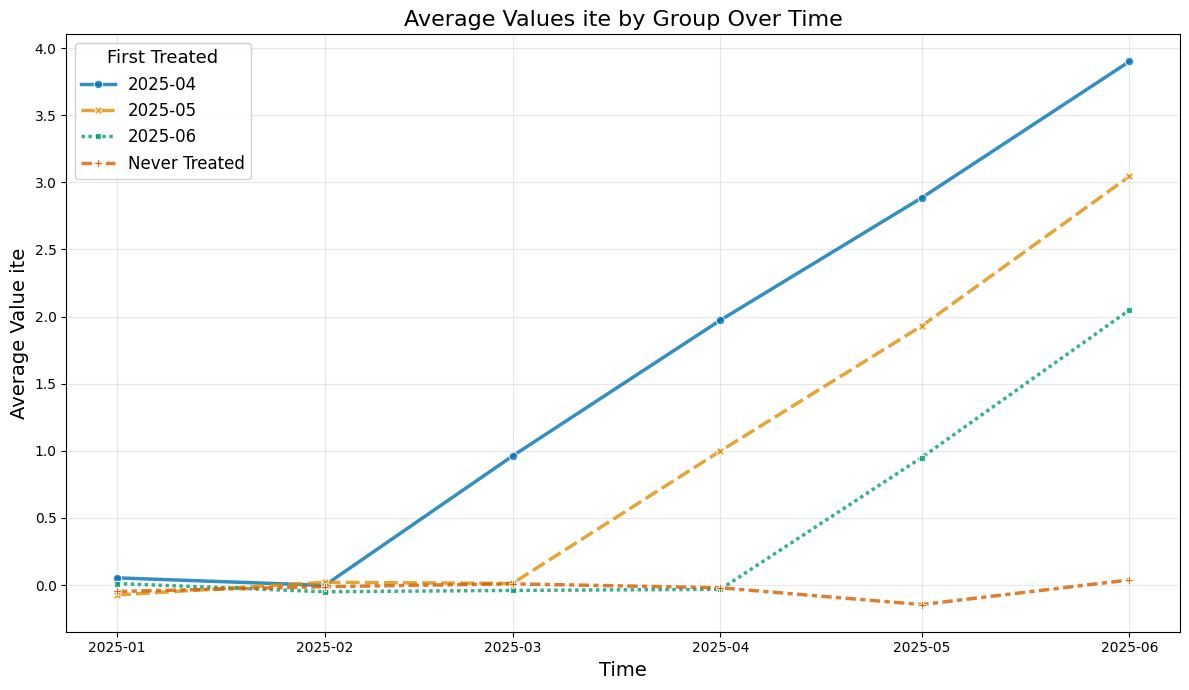 Average Values ite by Group Over Time
First Treated
2025-04
2025-05
2025-06
Never Treated
Average Value ite
4.0
3.5
3.0
2.5
2.0
1.5
1.0
0.5
0.0
2025-01 2025-02 2025-03 2025-04 2025-05 2025-06
Time